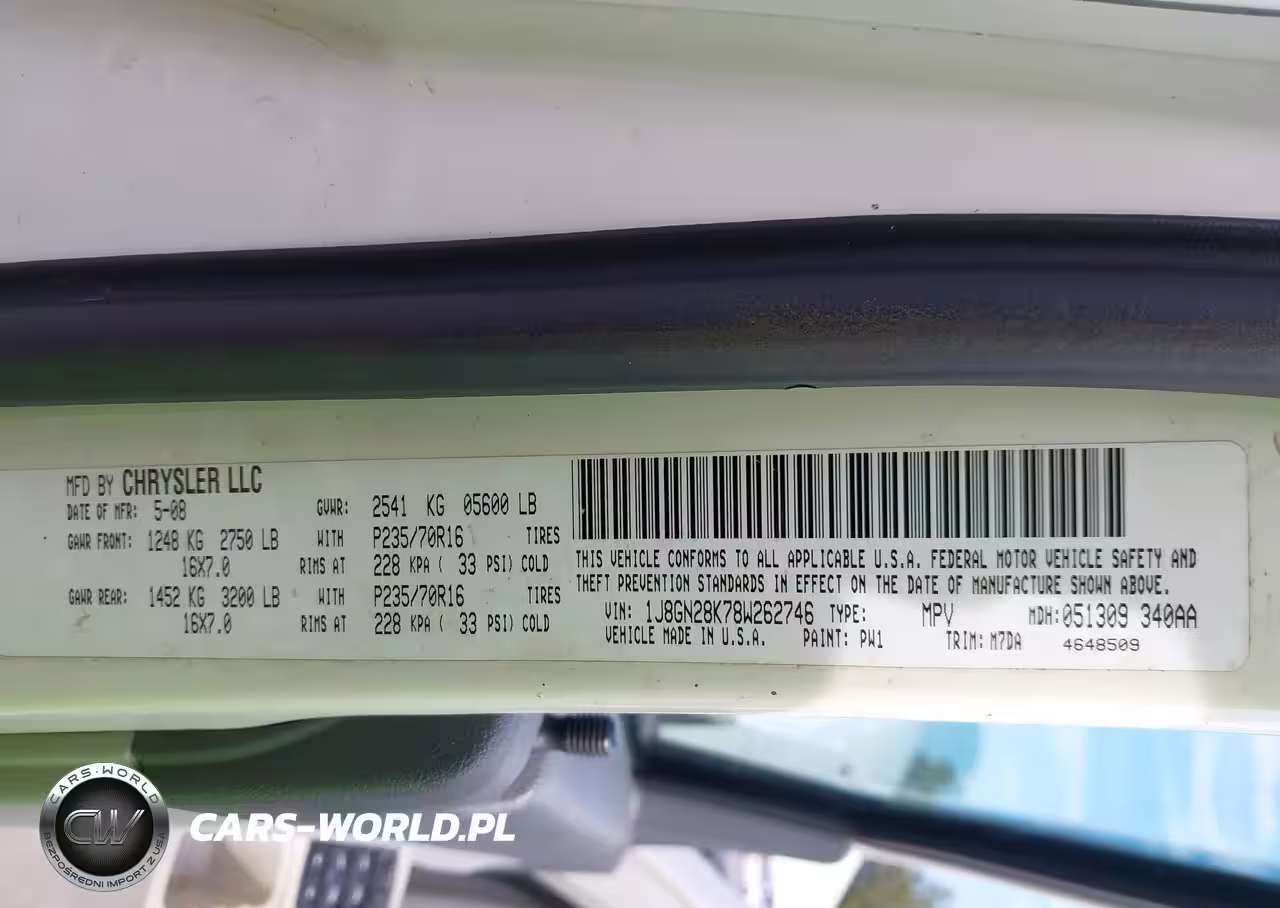 MFD BY CHRYSLER LLC
DATE OF MFR: 5-08 GVWR: 2541 KG 05600 LB
GAWR FRONT: 1248 KG 2750 LB WITH P235/70R16 TIRES
16X7.0 RIMS AT 228 KPA ( 33 PSI) COLD
GAWR REAR: 1452 KG 3200 LB WITH P235/70R16 TIRES
16X7.0 RIMS AT 228 KPA ( 33 PSI) COLD
THIS VEHICLE CONFORMS TO ALL APPLICABLE U.S.A. FEDERAL MOTOR VEHICLE SAFETY AND
THEFT PREVENTION STANDARDS IN EFFECT ON THE DATE OF MANUFACTURE SHOWN ABOVE.
VIN: 1J8GN28K78W262746 TYPE: MPV MDH: 051309 340AA
VEHICLE MADE IN U.S.A. PAINT: PW1 TRIM: M7DA 4648509
CARS-WORLD
CW
BEZPOŚREDNI IMPORT Z USA
CARS-WORLD.PL